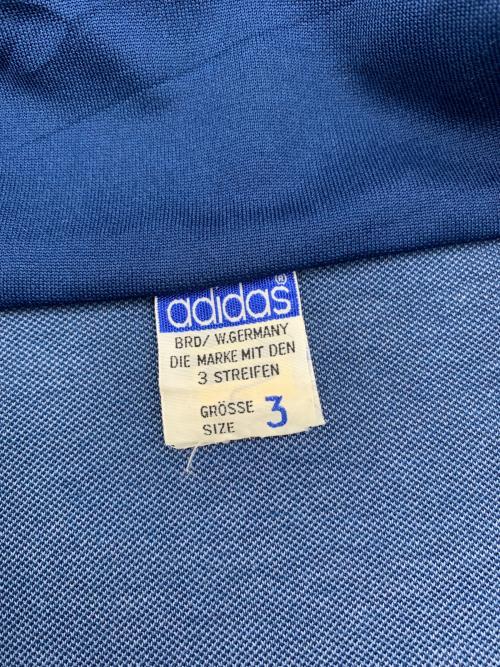 adidas®
BRD/ W.GERMANY
DIE MARKE MIT DEN
3 STREIFEN
GRÖSSE
SIZE 3